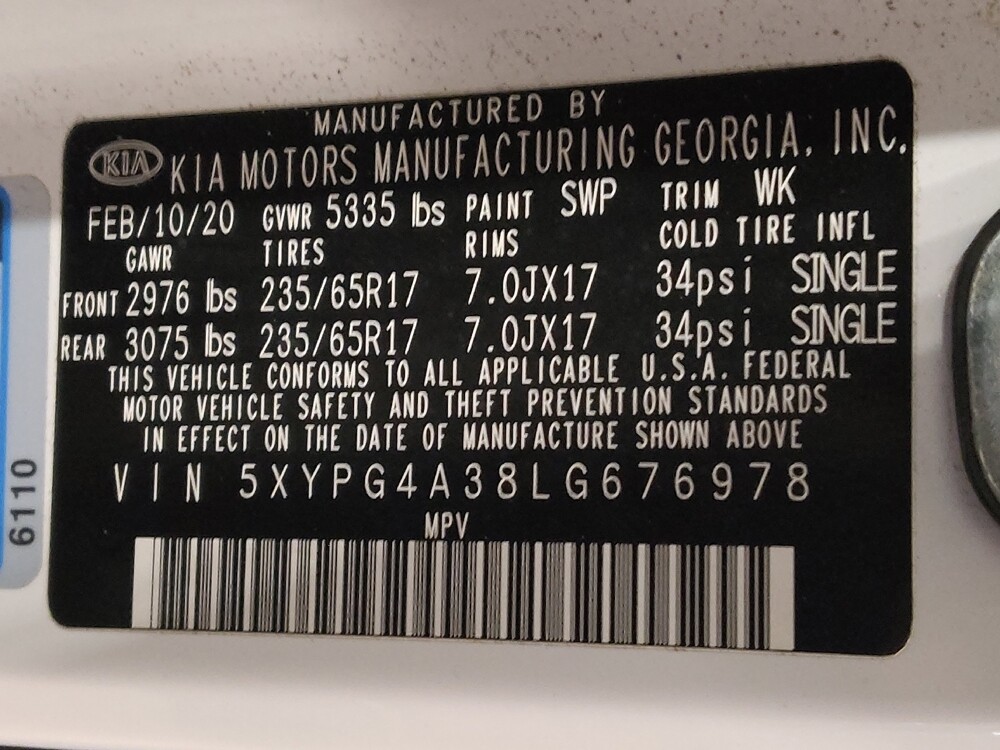 MANUFACTURED BY
KIA KIA MOTORS MANUFACTURING GEORGIA, INC.
FEB/10/20 GVWR 5335 lbs PAINT SWP TRIM WK
GAWR TIRES RIMS COLD TIRE INFL
FRONT 2976 lbs 235/65R17 7.0JX17 34psi SINGLE
REAR 3075 lbs 235/65R17 7.0JX17 34psi SINGLE
THIS VEHICLE CONFORMS TO ALL APPLICABLE U.S.A. FEDERAL
MOTOR VEHICLE SAFETY AND THEFT PREVENTION STANDARDS
IN EFFECT ON THE DATE OF MANUFACTURE SHOWN ABOVE
VIN 5XYPG4A38LG676978
MPV
6110